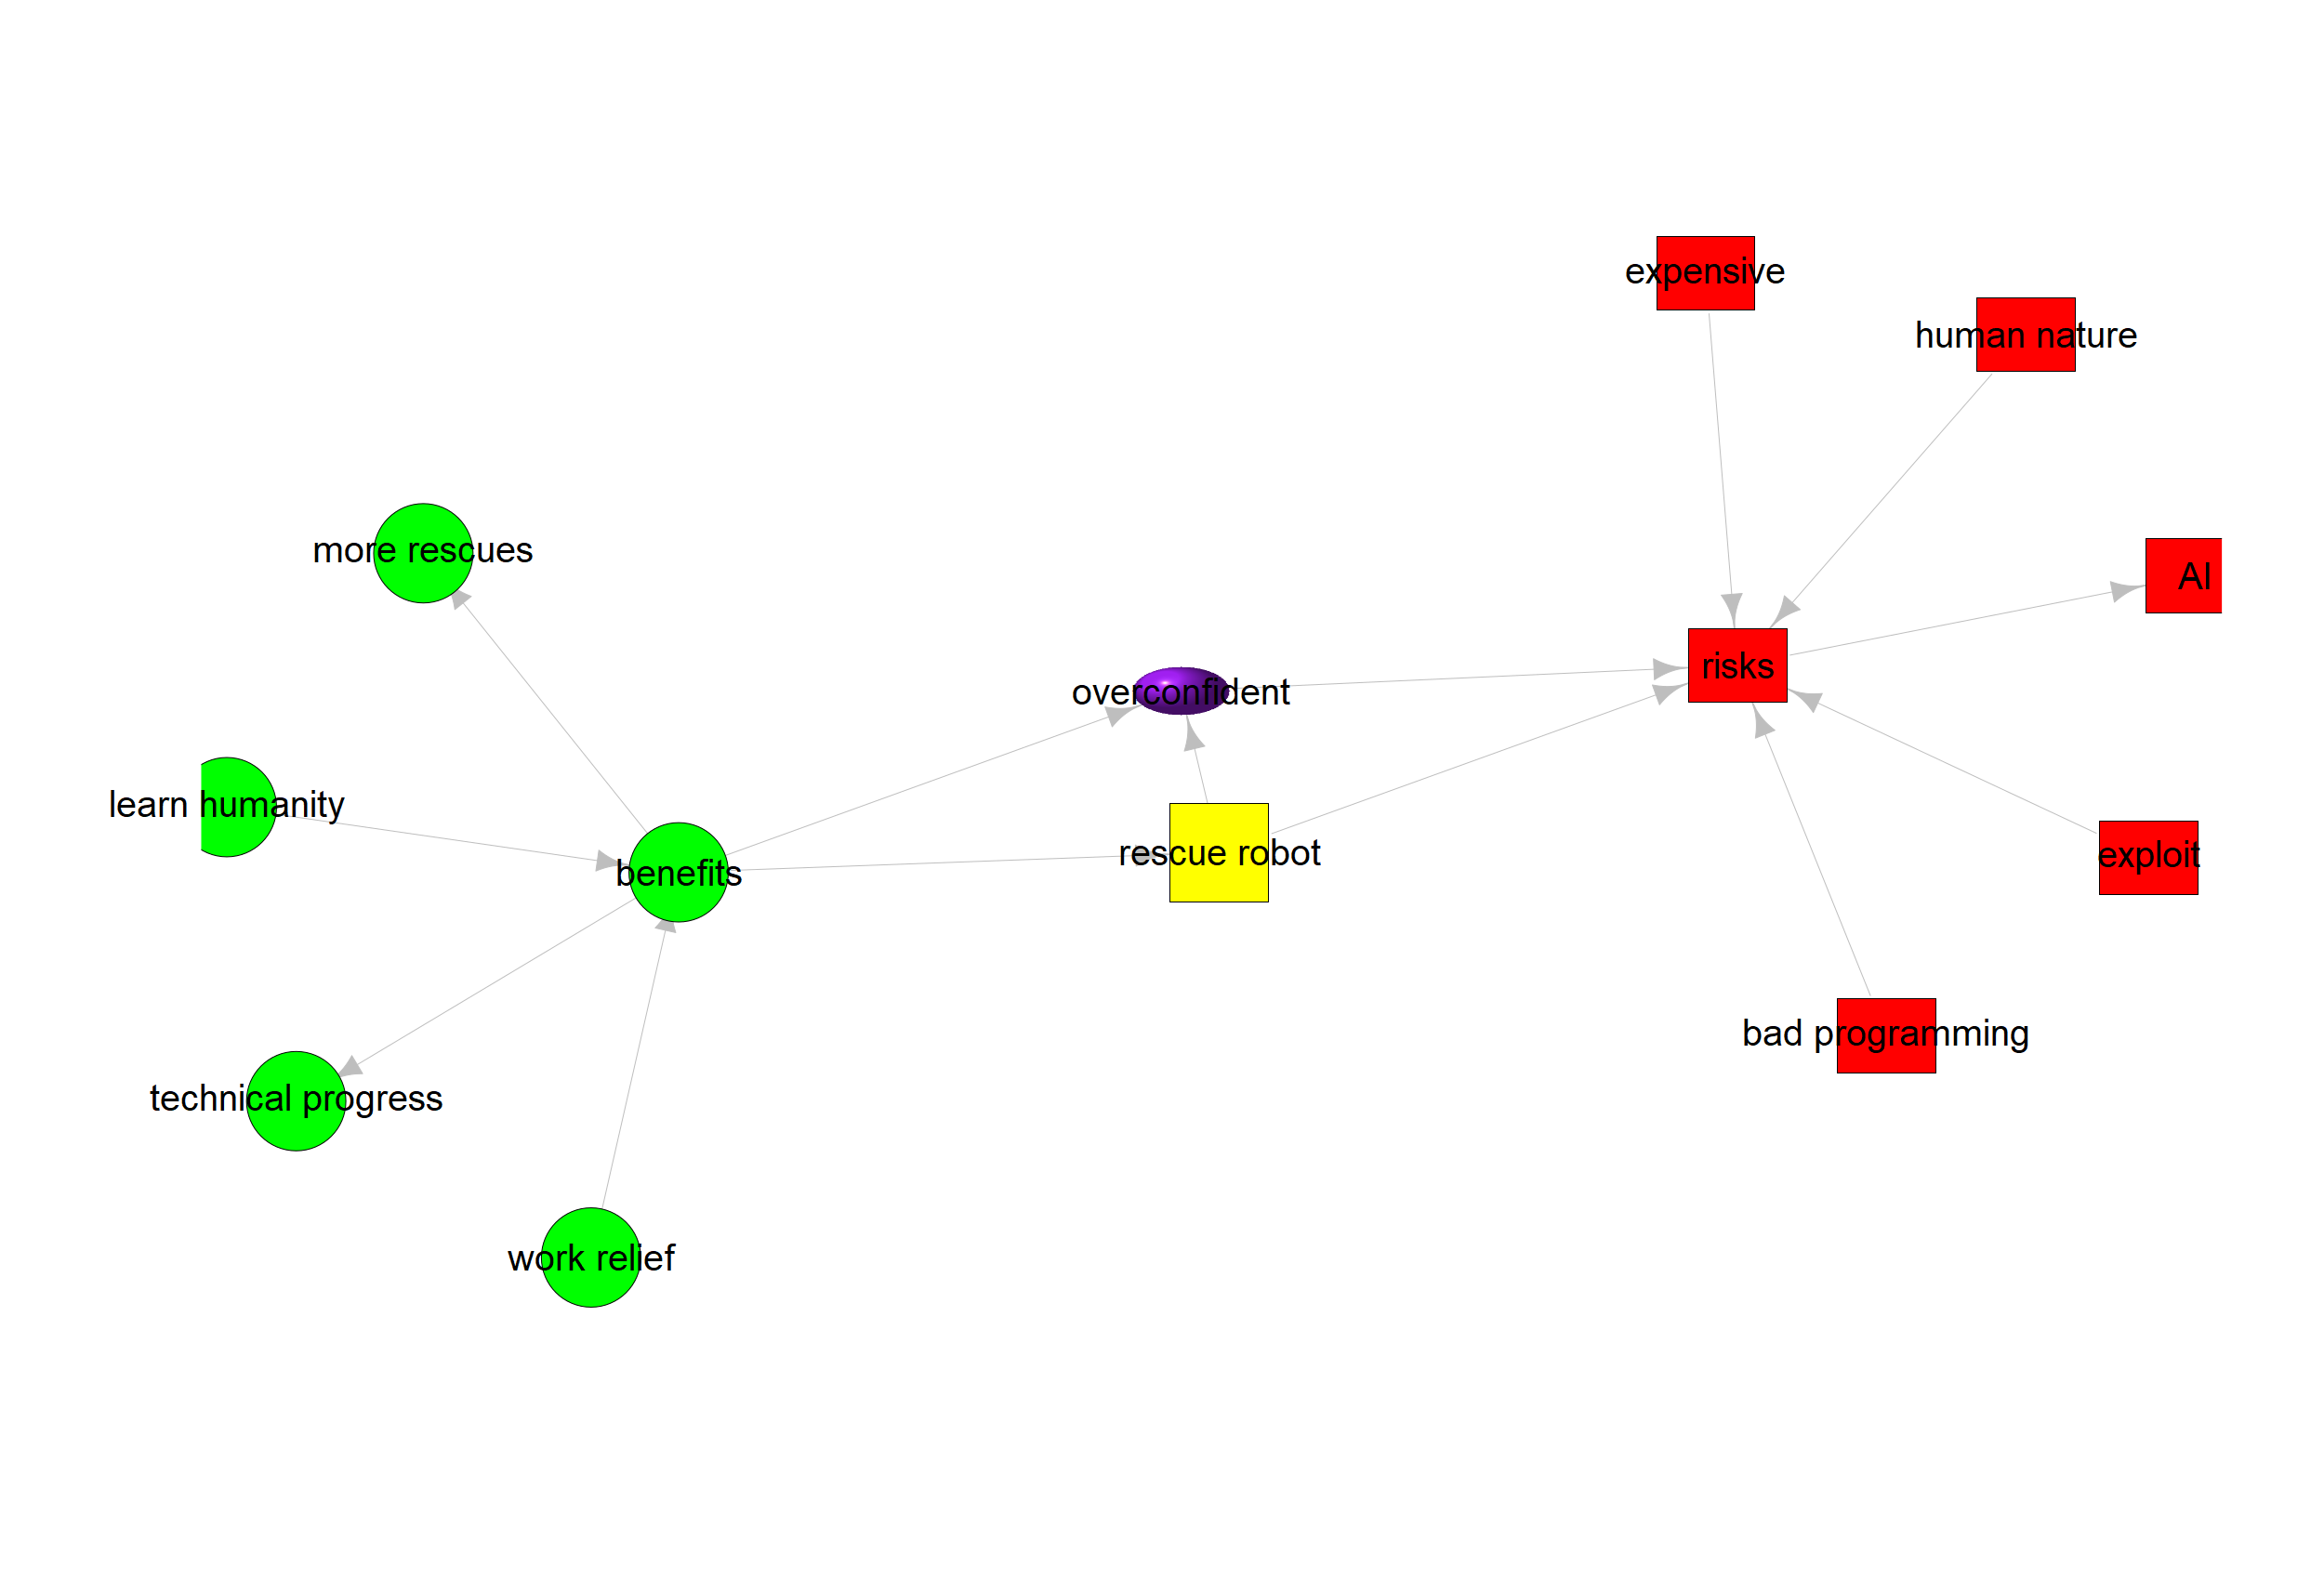 expensive
human nature
more rescues
AI
risks
overconfident
learn humanity
rescue robot
exploit
benefits
bad programming
technical progress
work relief